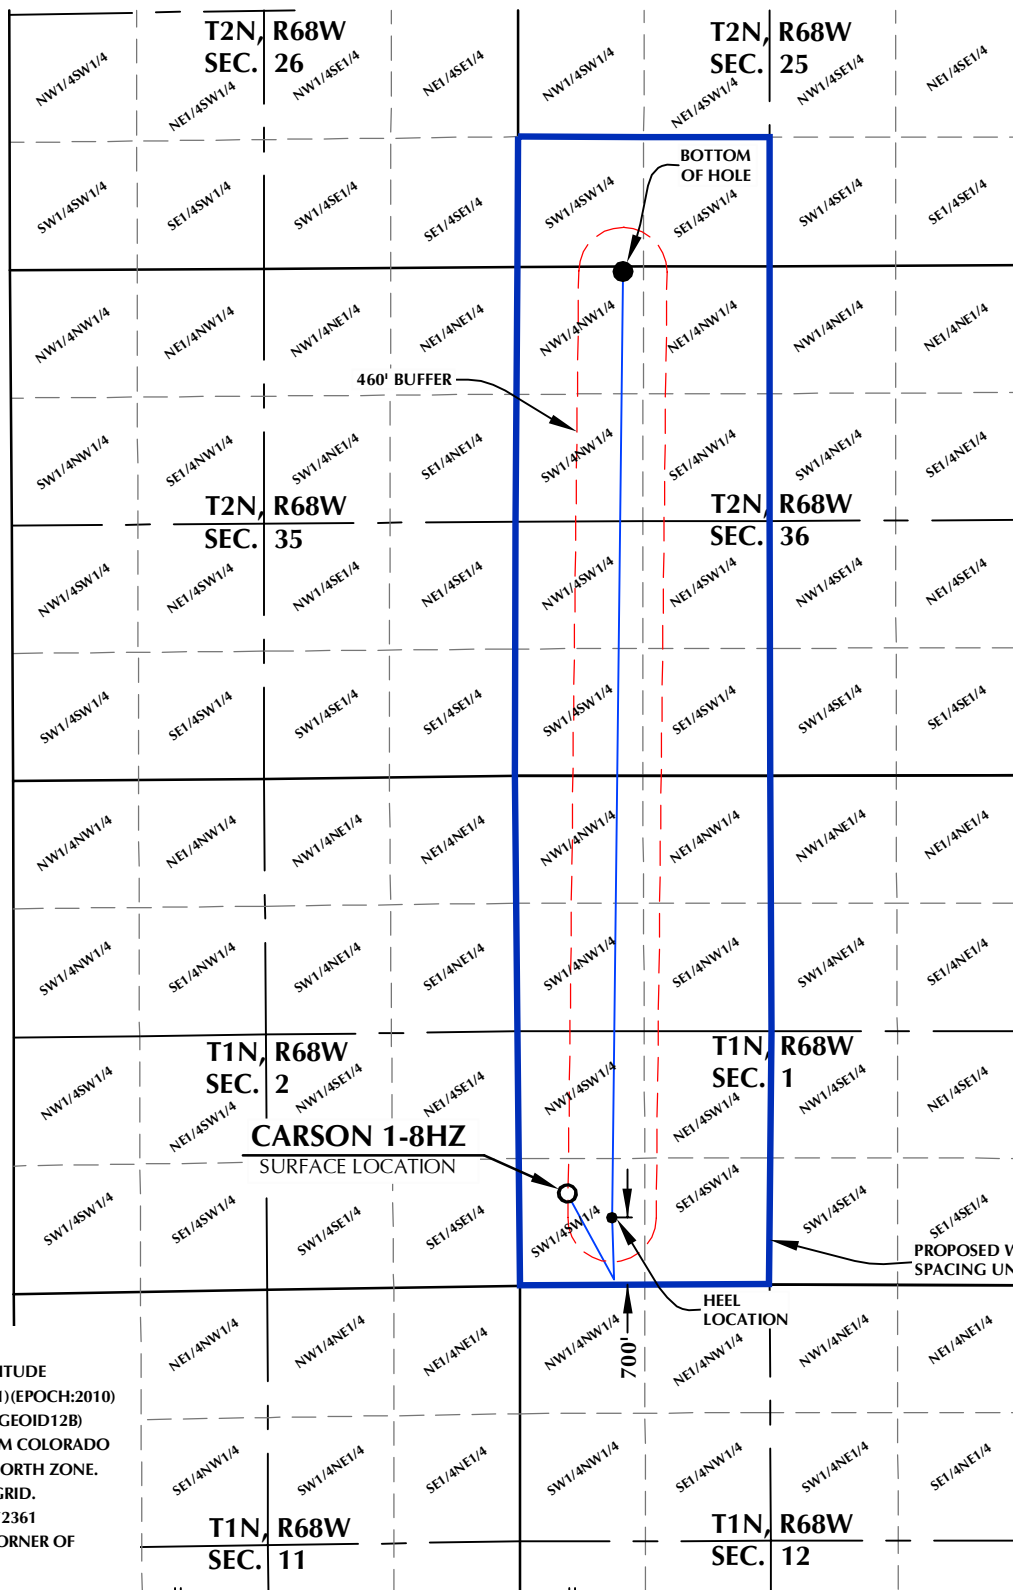 T2N, R68W
SEC. 26
T2N, R68W
SEC. 25
NW1/4SW1/4
NE1/4SW1/4
NW1/4SE1/4
NE1/4SE1/4
NW1/4SW1/4
NE1/4SW1/4
NW1/4SE1/4
NE1/4SE1/4
BOTTOM
OF HOLE
SW1/4SW1/4
SE1/4SW1/4
SW1/4SE1/4
SE1/4SE1/4
SW1/4SW1/4
SE1/4SW1/4
SW1/4SE1/4
SE1/4SE1/4
NW1/4NW1/4
NE1/4NW1/4
NW1/4NE1/4
NE1/4NE1/4
NW1/4NW1/4
NE1/4NW1/4
NW1/4NE1/4
NE1/4NE1/4
460' BUFFER
SW1/4NW1/4
SE1/4NW1/4
SW1/4NE1/4
SE1/4NE1/4
SW1/4NW1/4
SE1/4NW1/4
SW1/4NE1/4
SE1/4NE1/4
T2N, R68W
SEC. 35
T2N, R68W
SEC. 36
NW1/4SW1/4
NE1/4SW1/4
NW1/4SE1/4
NE1/4SE1/4
NW1/4SW1/4
NE1/4SW1/4
NW1/4SE1/4
NE1/4SE1/4
SW1/4SW1/4
SE1/4SW1/4
SW1/4SE1/4
SE1/4SE1/4
SW1/4SW1/4
SE1/4SW1/4
SW1/4SE1/4
SE1/4SE1/4
NW1/4NW1/4
NE1/4NW1/4
NW1/4NE1/4
NE1/4NE1/4
NW1/4NW1/4
NE1/4NW1/4
NW1/4NE1/4
NE1/4NE1/4
SW1/4NW1/4
SE1/4NW1/4
SW1/4NE1/4
SE1/4NE1/4
SW1/4NW1/4
SE1/4NW1/4
SW1/4NE1/4
SE1/4NE1/4
T1N, R68W
SEC. 2
T1N, R68W
SEC. 1
NW1/4SW1/4
NE1/4SW1/4
NW1/4SE1/4
NE1/4SE1/4
NW1/4SW1/4
NE1/4SW1/4
NW1/4SE1/4
NE1/4SE1/4
CARSON 1-8HZ
SURFACE LOCATION
SW1/4SW1/4
SE1/4SW1/4
SW1/4SE1/4
SE1/4SE1/4
SW1/4SW1/4
SE1/4SW1/4
SW1/4SE1/4
SE1/4SE1/4
PROPOSED W
SPACING UN
HEEL
LOCATION
700'
NE1/4NW1/4
NW1/4NE1/4
NE1/4NE1/4
NW1/4NW1/4
NE1/4NW1/4
NW1/4NE1/4
NE1/4NE1/4
ITUDE
1)(EPOCH:2010)
GEOID12B)
M COLORADO
ORTH ZONE.
GRID.
2361
ORNER OF
SE1/4NW1/4
SW1/4NE1/4
SE1/4NE1/4
SW1/4NW1/4
SE1/4NW1/4
SW1/4NE1/4
SE1/4NE1/4
T1N, R68W
SEC. 11
T1N, R68W
SEC. 12